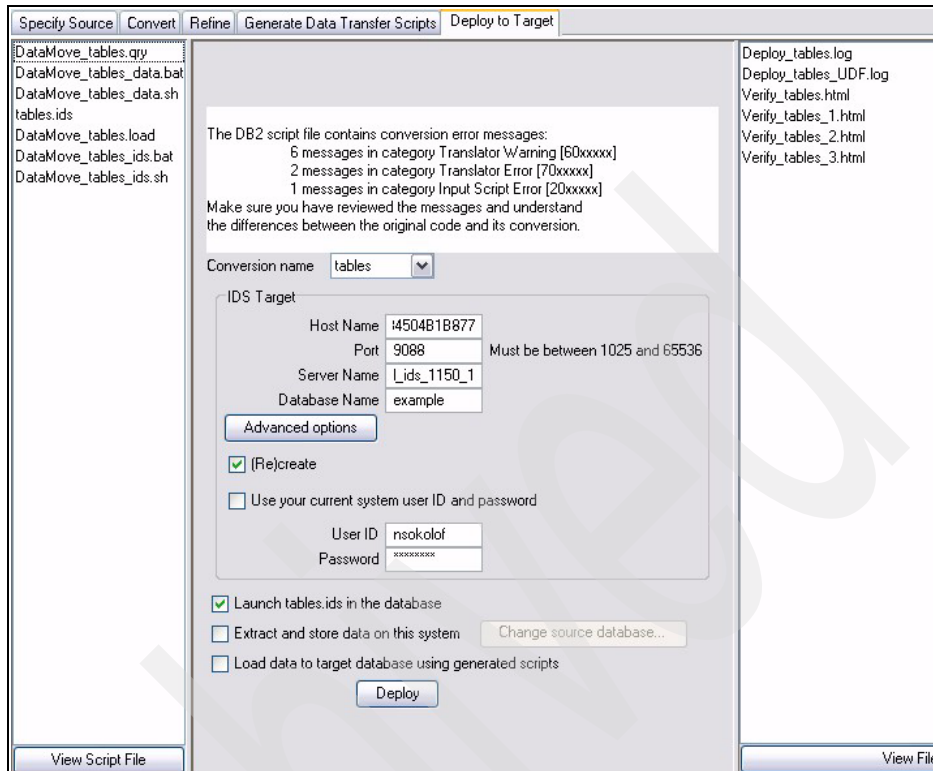 Specify Source Convert Refine Generate Data Transfer Scripts Deploy to Target
DataMove_tables.qry
DataMove_tables_data.bat
DataMove_tables_data.sh
tables.ids
DataMove_tables.load
DataMove_tables_ids.bat
DataMove_tables_ids.sh
View Script File
The DB2 script file contains conversion error messages:
6 messages in category Translator Warning [60xxxxx]
2 messages in category Translator Error [70xxxxx]
1 messages in category Input Script Error [20xxxxx]
Make sure you have reviewed the messages and understand
the differences between the original code and its conversion.
Conversion name tables
IDS Target
Host Name 4504B1B877
Port 9088 Must be between 1025 and 65536
Server Name l_ids_1150_1
Database Name example
Advanced options
(Re)create
Use your current system user ID and password
User ID nsokolof
Password ********
Launch tables.ids in the database
Extract and store data on this system Change source database...
Load data to target database using generated scripts
Deploy
Deploy_tables.log
Deploy_tables_UDF.log
Verify_tables.html
Verify_tables_1.html
Verify_tables_2.html
Verify_tables_3.html
View File